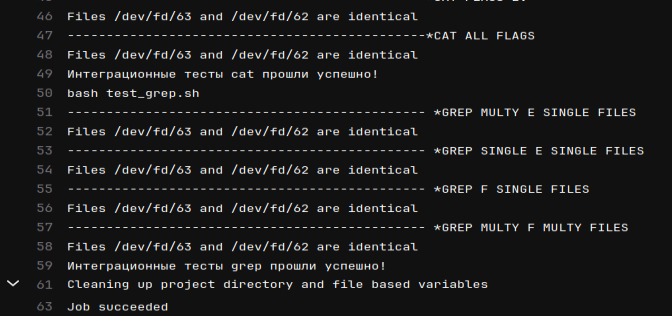 46 Files /dev/fd/63 and /dev/fd/62 are identical
47 ----------------------------------------------*CAT ALL FLAGS
48 Files /dev/fd/63 and /dev/fd/62 are identical
49 Интеграционные тесты cat прошли успешно!
50 bash test_grep.sh
51 ---------------------------------------------- *GREP MULTY E SINGLE FILES
52 Files /dev/fd/63 and /dev/fd/62 are identical
53 ---------------------------------------------- *GREP SINGLE E SINGLE FILES
54 Files /dev/fd/63 and /dev/fd/62 are identical
55 ---------------------------------------------- *GREP F SINGLE FILES
56 Files /dev/fd/63 and /dev/fd/62 are identical
57 ---------------------------------------------- *GREP MULTY F MULTY FILES
58 Files /dev/fd/63 and /dev/fd/62 are identical
59 Интеграционные тесты grep прошли успешно!
61 Cleaning up project directory and file based variables
63 Job succeeded